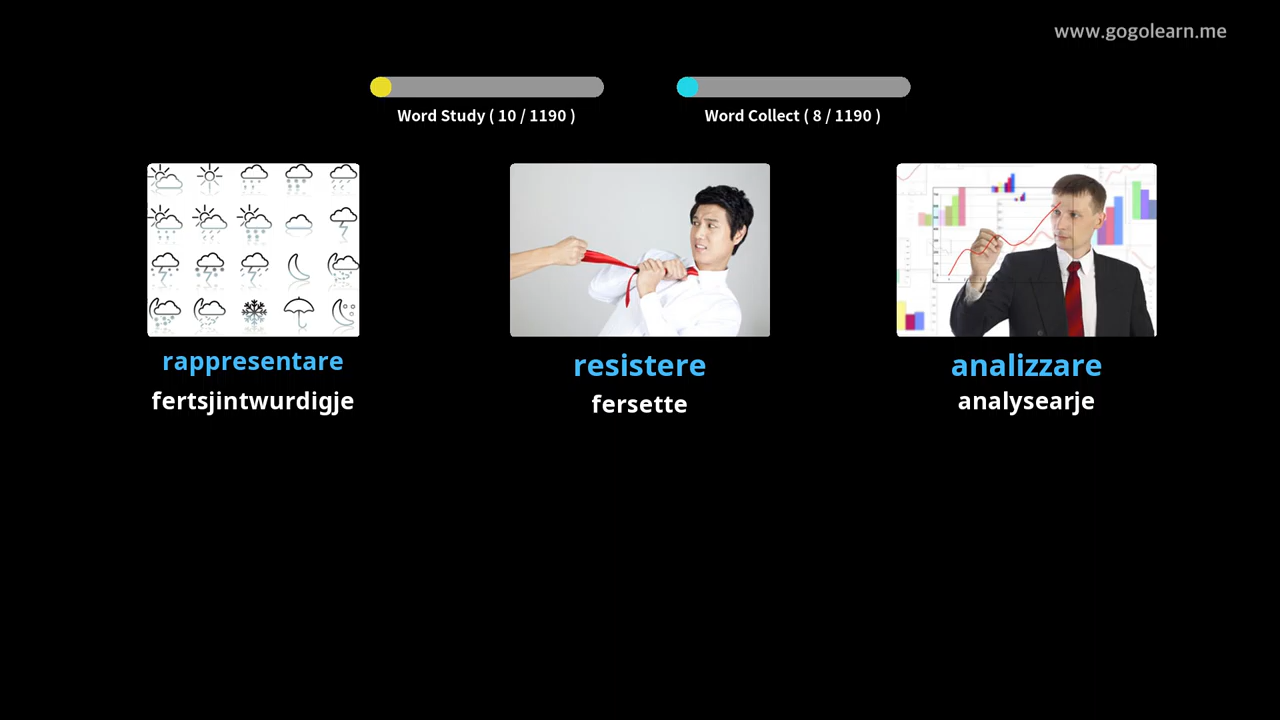 www.gogolearn.me
Word Study ( 10 / 1190 )
Word Collect ( 8 / 1190 )
rappresentare
fertsjintwurdigje
resistere
fersette
analizzare
analysearje